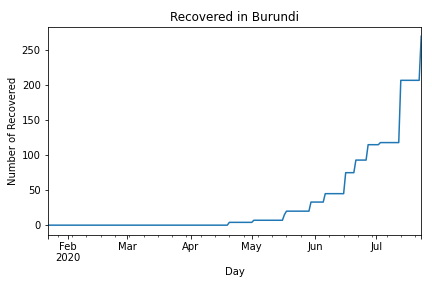 Recovered in Burundi
Number of Recovered
250
200
150
100
50
0
Feb
2020
Mar
Apr
May
Jun
Jul
Day